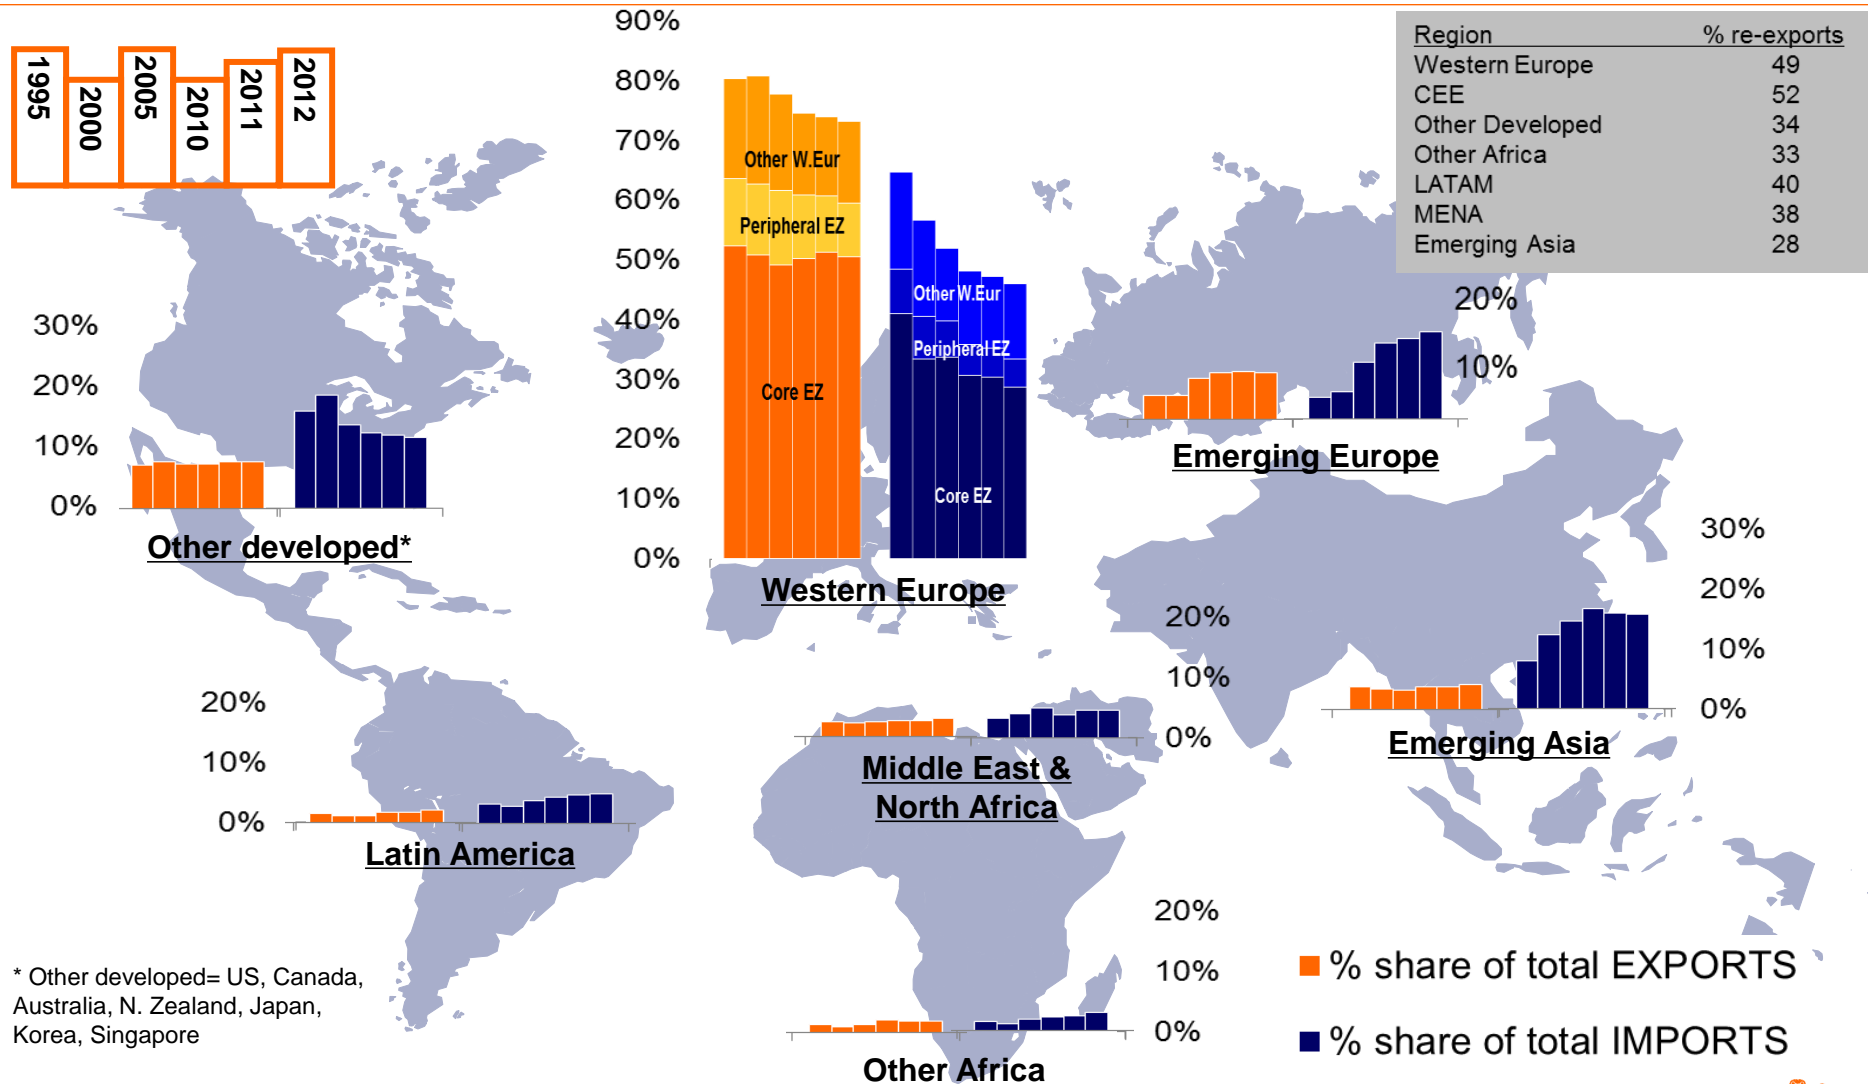 1995
2000
2005
2010
2011
2012
90%
80%
70%
60%
50%
40%
30%
20%
10%
0%
Other W.Eur
Peripheral EZ
Core EZ
Other W.Eur
Peripheral EZ
Core EZ
Western Europe
Region % re-exports
Western Europe 49
CEE 52
Other Developed 34
Other Africa 33
LATAM 40
MENA 38
Emerging Asia 28
30%
20%
10%
0%
Other developed*
20%
10%
Emerging Europe
30%
20%
10%
0%
Emerging Asia
20%
10%
0%
Middle East &
North Africa
20%
10%
0%
Latin America
20%
10%
0%
Other Africa
* Other developed= US, Canada,
Australia, N. Zealand, Japan,
Korea, Singapore
% share of total EXPORTS
% share of total IMPORTS